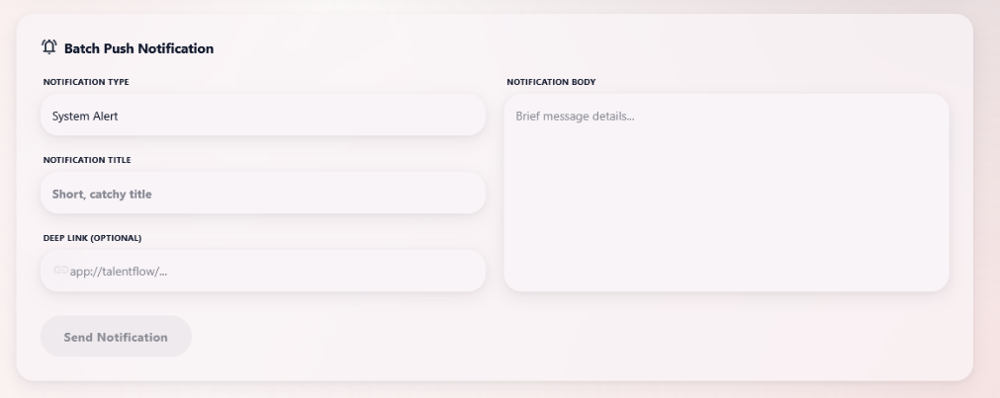 Batch Push Notification
NOTIFICATION TYPE
System Alert
NOTIFICATION TITLE
Short, catchy title
DEEP LINK (OPTIONAL)
app://talentflow/...
NOTIFICATION BODY
Brief message details...
Send Notification